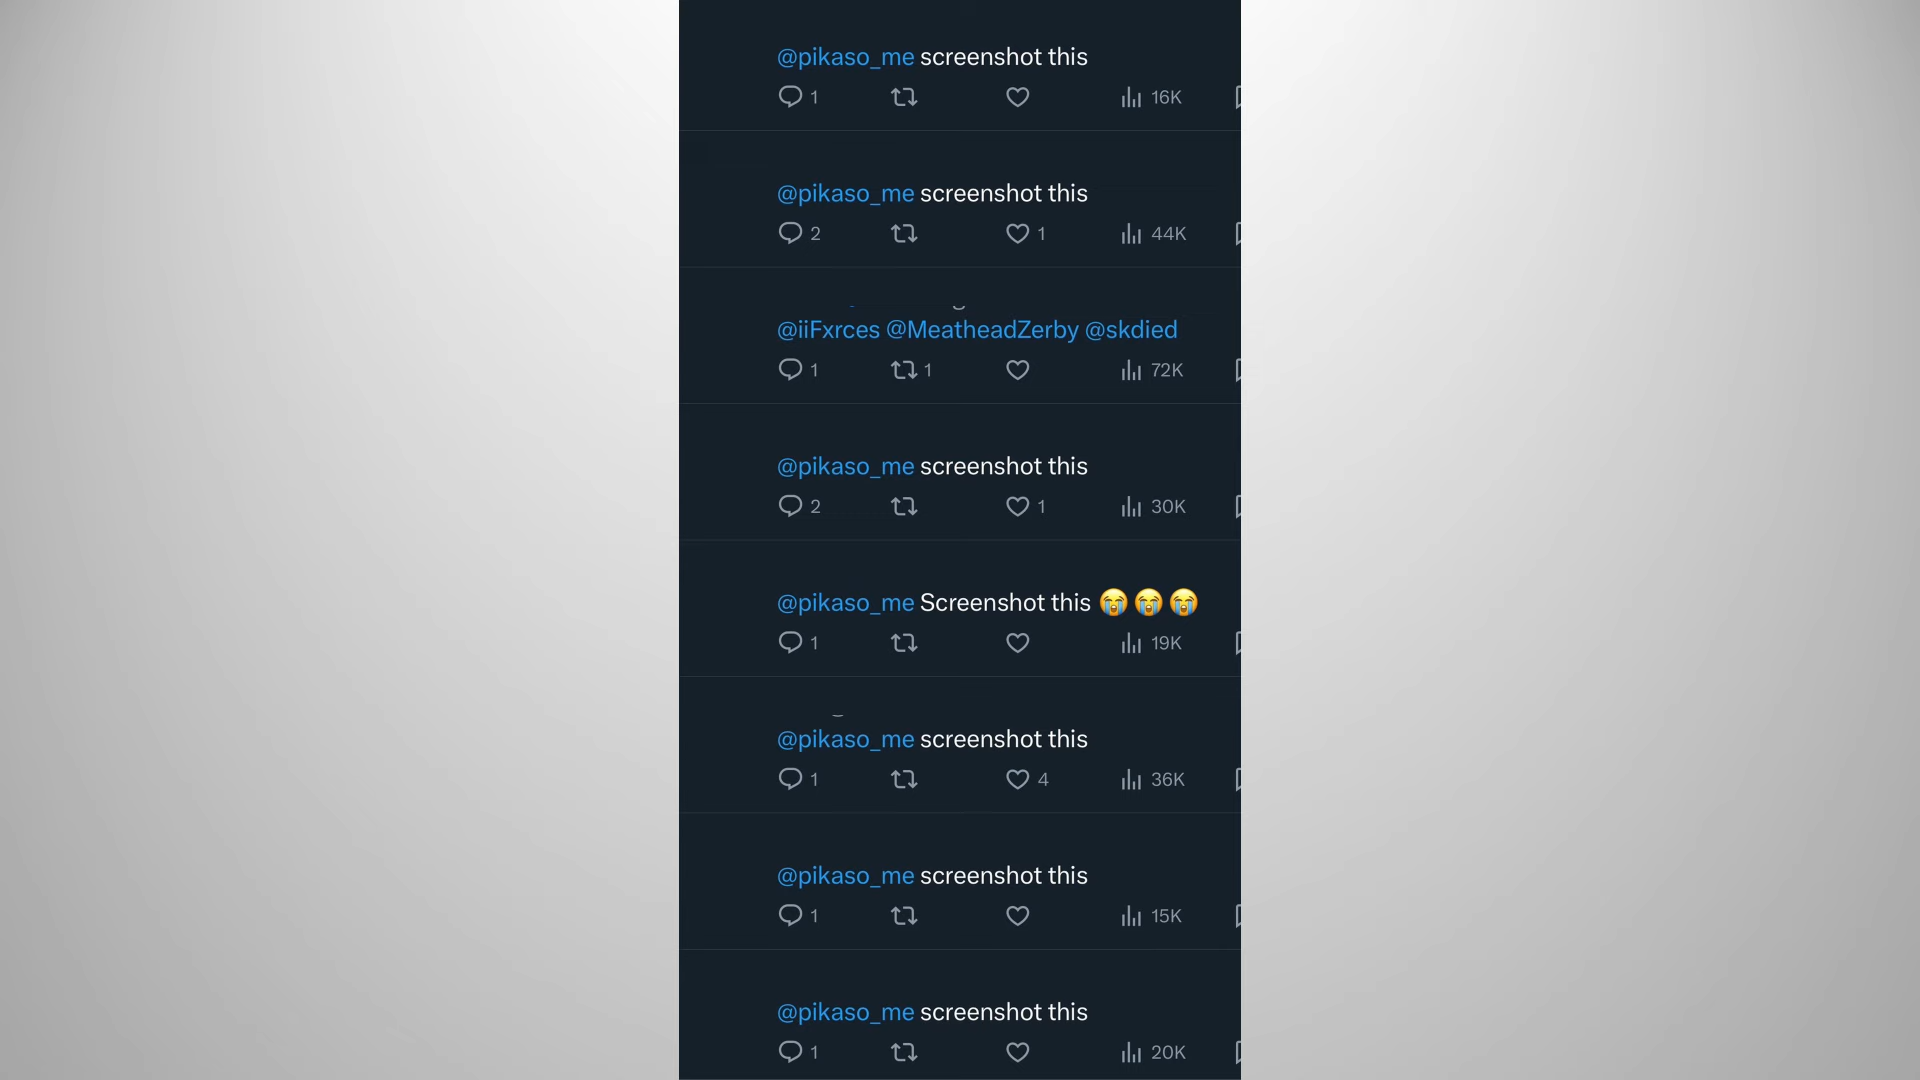 @pikaso_me screenshot this
1 16K
@pikaso_me screenshot this
2 1 44K
@iiFxrces @MeatheadZerby @skdied
1 1 72K
@pikaso_me screenshot this
2 1 30K
@pikaso_me Screenshot this 😭😭😭
1 19K
@pikaso_me screenshot this
1 4 36K
@pikaso_me screenshot this
1 15K
@pikaso_me screenshot this
1 20K